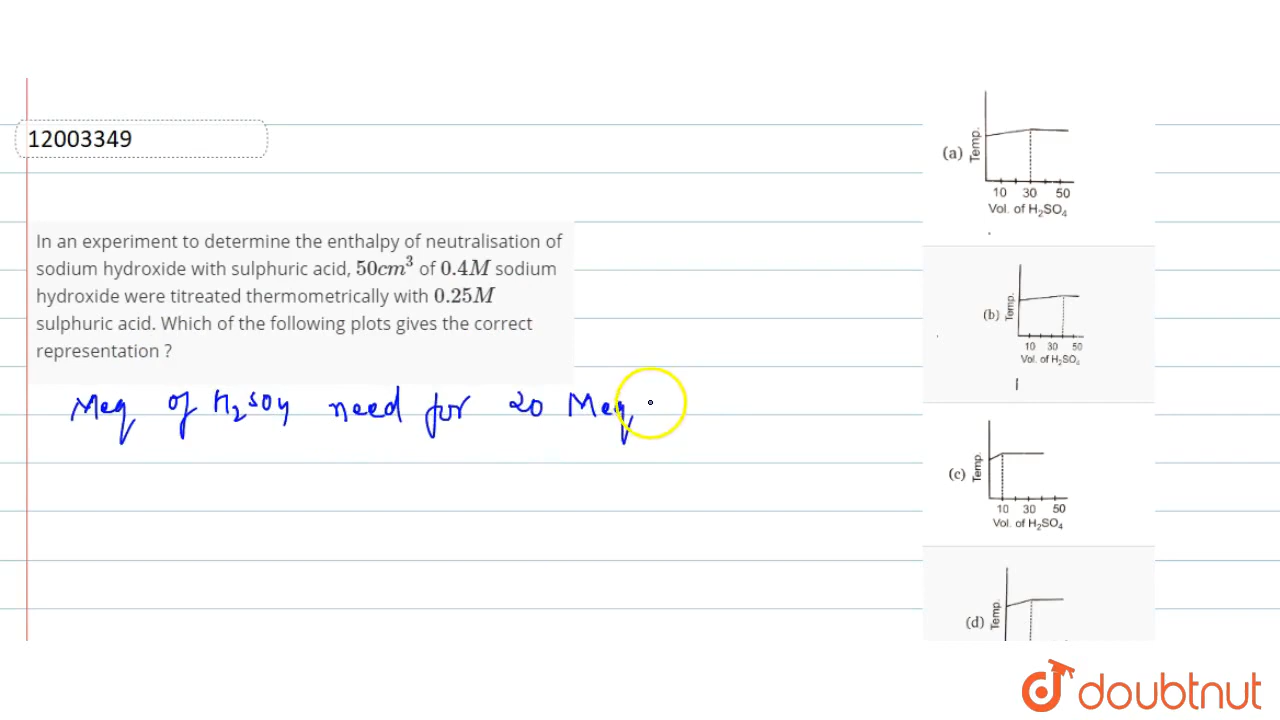 12003349
In an experiment to determine the enthalpy of neutralisation of
sodium hydroxide with sulphuric acid, 50cm³ of 0.4M sodium
hydroxide were titreated thermometrically with 0.25M
sulphuric acid. Which of the following plots gives the correct
representation ?
Meq of H₂SO₄ need for 20 Meq
(a)
Temp.
10 30 50
Vol. of H₂SO₄
(b)
Temp.
10 30 50
Vol. of H₂SO₄
(c)
Temp.
10 30 50
Vol. of H₂SO₄
(d)
Temp.
doubtnut